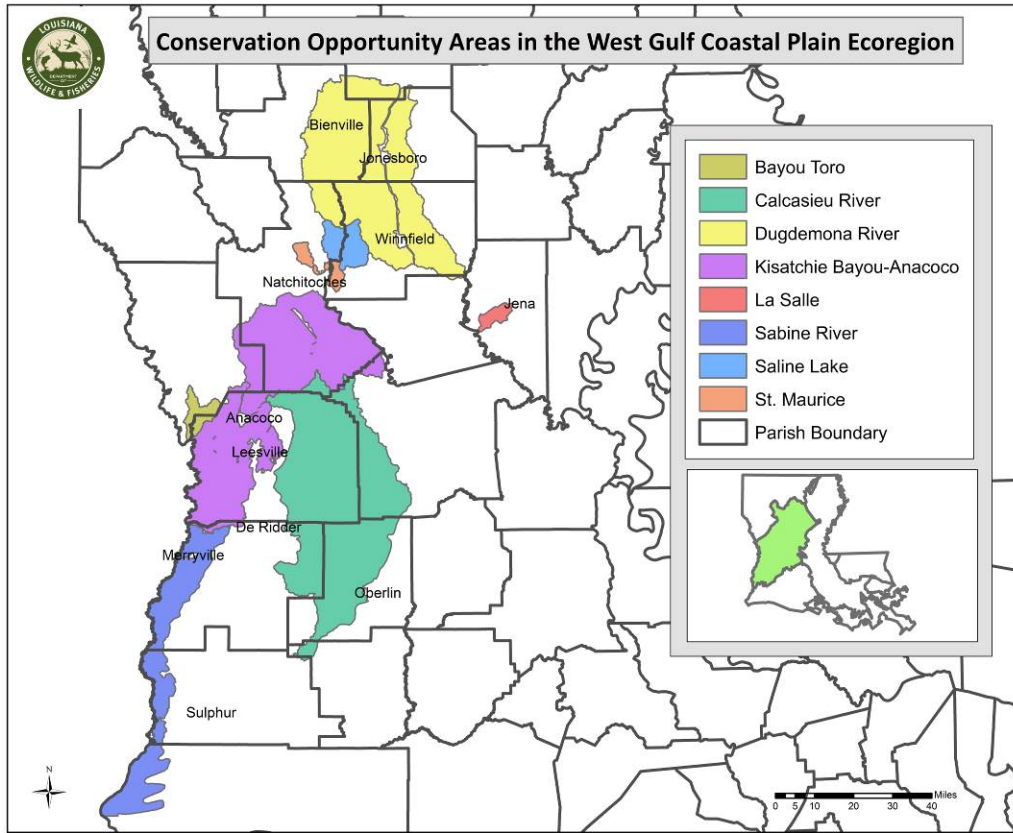 LOUISIANA
DEPARTMENT
WILDLIFE & FISHERIES
Conservation Opportunity Areas in the West Gulf Coastal Plain Ecoregion
Bienville
Jonesboro
Winnfield
Natchitoches
Jena
Anacoco
Leesville
De Ridder
Merryville
Oberlin
Sulphur
Bayou Toro
Calcasieu River
Dugdemona River
Kisatchie Bayou-Anacoco
La Salle
Sabine River
Saline Lake
St. Maurice
Parish Boundary
N
Miles
0 5 10 20 30 40